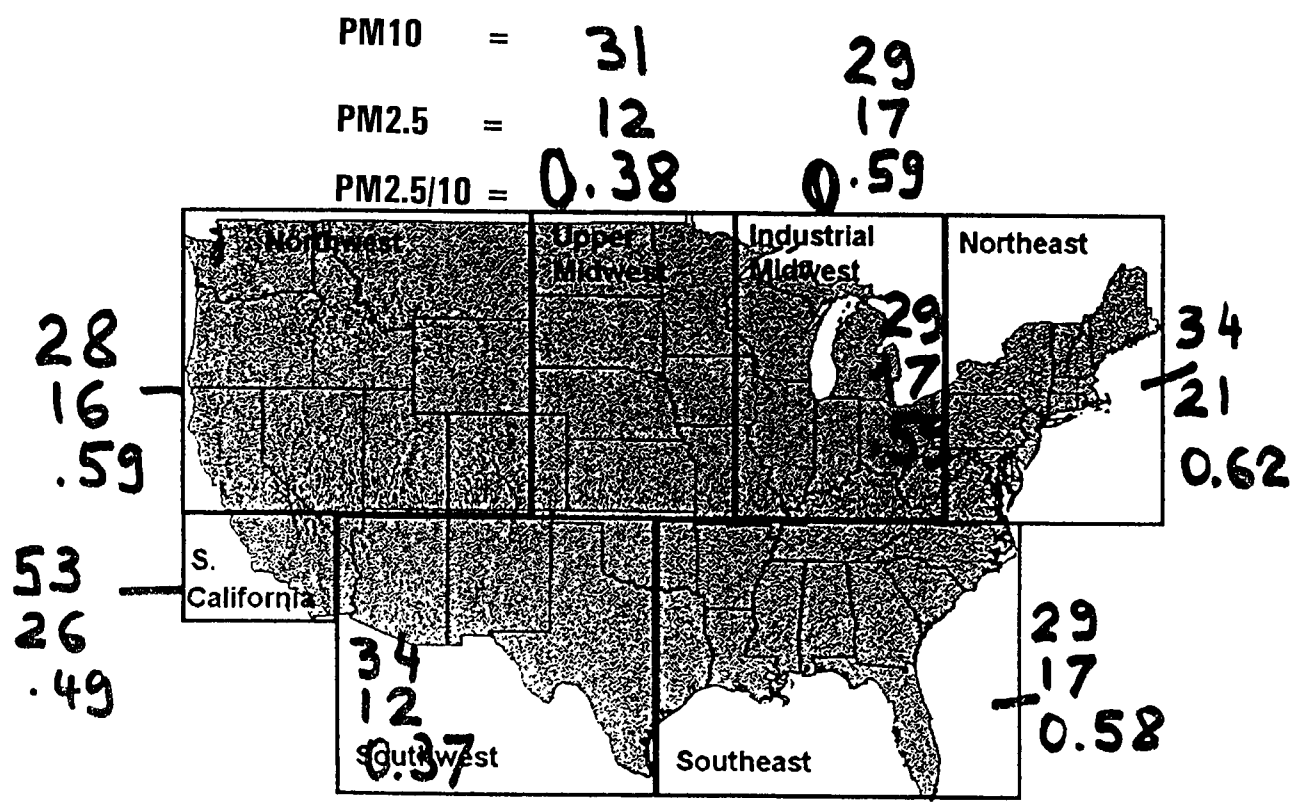 PM10 = 31 29
PM2.5 = 12 17
PM2.5/10 = 0.38 0.59
Northwest
Upper
Midwest
Industrial
Midwest
Northeast
29
17
28
16
.59
34
21
0.62
S.
California
53
26
.49
34
12
0.37
Southwest
Southeast
29
17
0.58